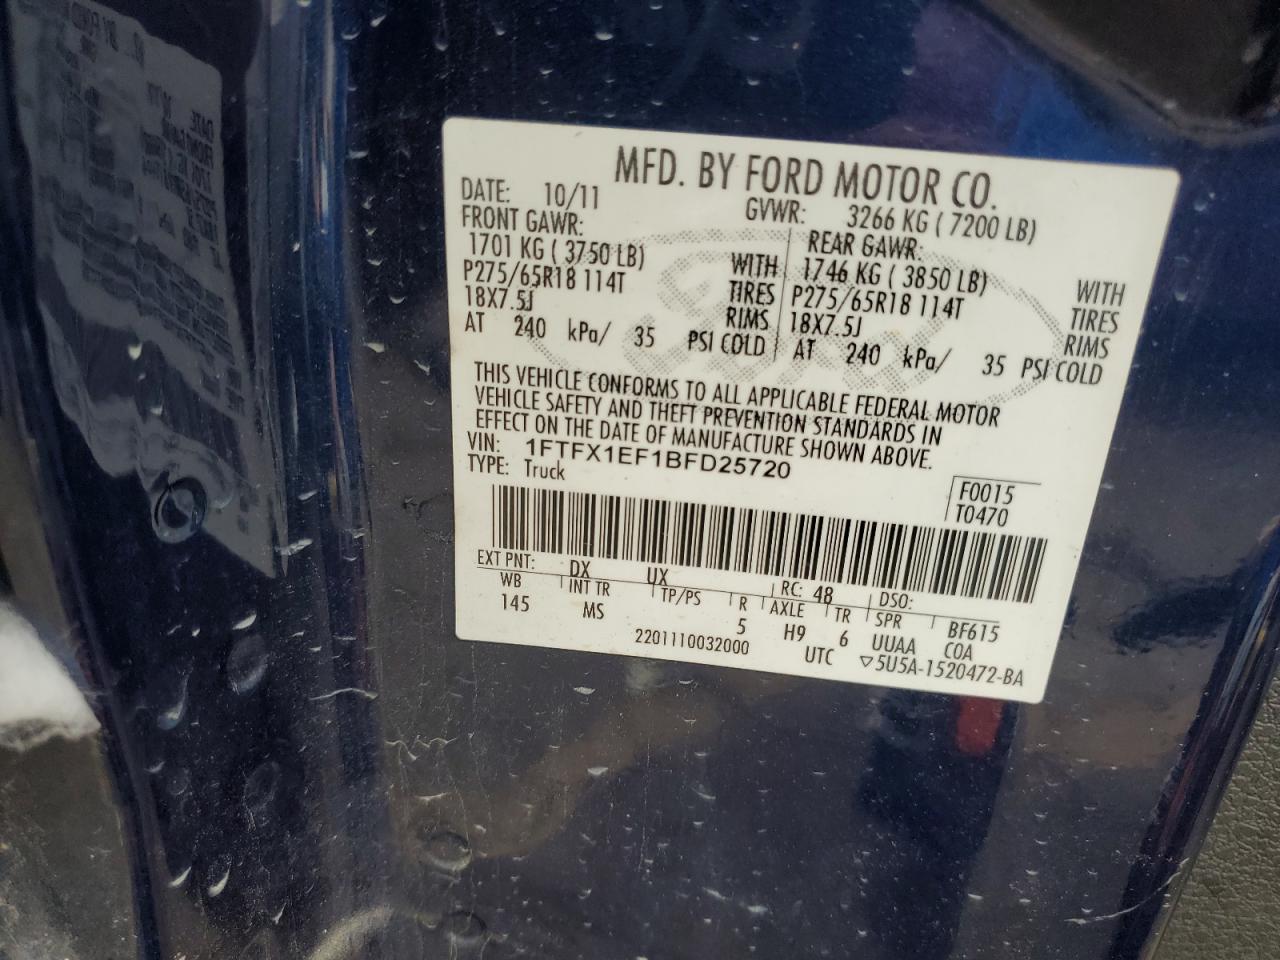 MFD. BY FORD MOTOR CO.
DATE: 10/11 GVWR: 3266 KG ( 7200 LB)
FRONT GAWR: REAR GAWR:
1701 KG ( 3750 LB) WITH 1746 KG ( 3850 LB) WITH
P275/65R18 114T TIRES P275/65R18 114T TIRES
18X7.5J RIMS 18X7.5J RIMS
AT 240 kPa/ 35 PSI COLD AT 240 kPa/ 35 PSI COLD
THIS VEHICLE CONFORMS TO ALL APPLICABLE FEDERAL MOTOR
VEHICLE SAFETY AND THEFT PREVENTION STANDARDS IN
EFFECT ON THE DATE OF MANUFACTURE SHOWN ABOVE.
VIN: 1FTFX1EF1BFD25720
TYPE: Truck
F0015
T0470
EXT PNT: DX UX RC: 48 DSO:
WB INT TR TP/PS R AXLE TR SPR BF615
145 MS 5 H9 6 UUAA COA
2201110032000 UTC ▽5U5A-1520472-BA